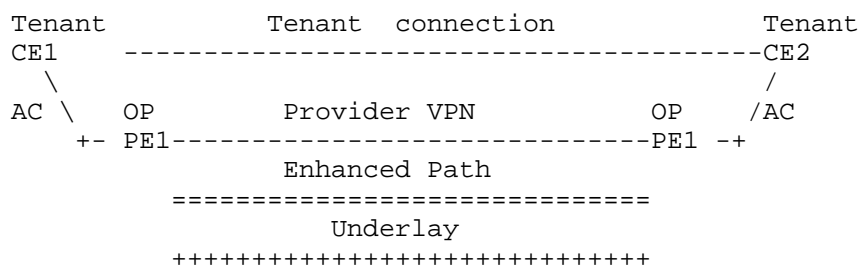 Tenant Tenant connection Tenant
CE1 -----------------------------------------CE2
\ /
AC \ OP Provider VPN OP /AC
+- PE1------------------------------PE1 -+
Enhanced Path
==============================
Underlay
++++++++++++++++++++++++++++++